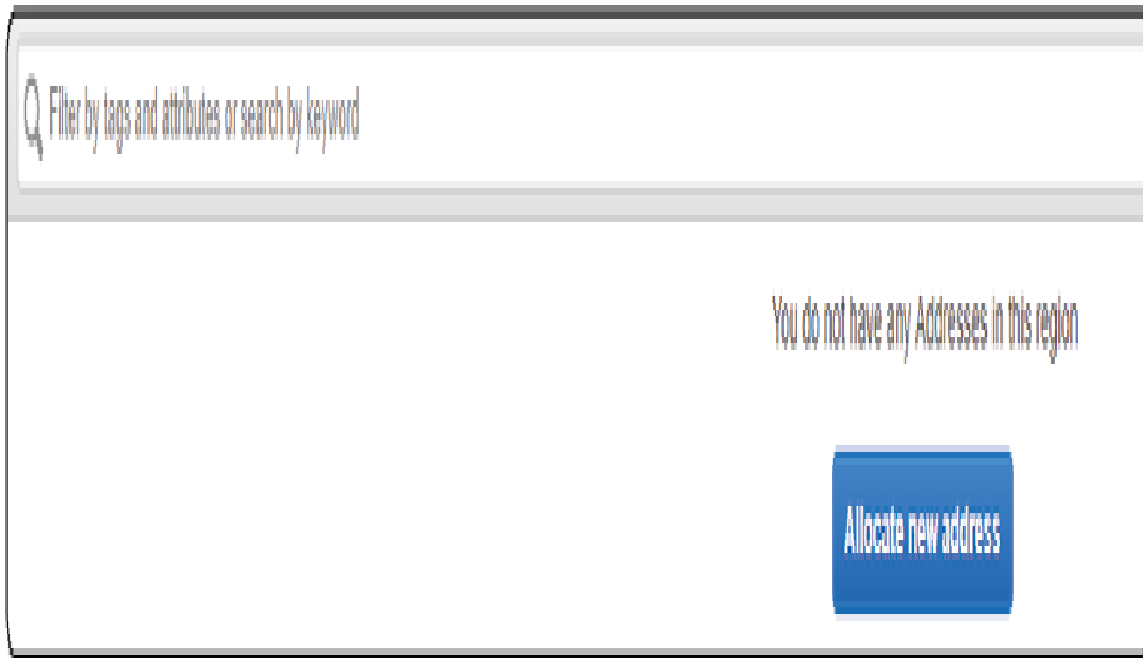 Filter by tags and attributes or search by keyword
You do not have any Addresses in this region
Allocate new address